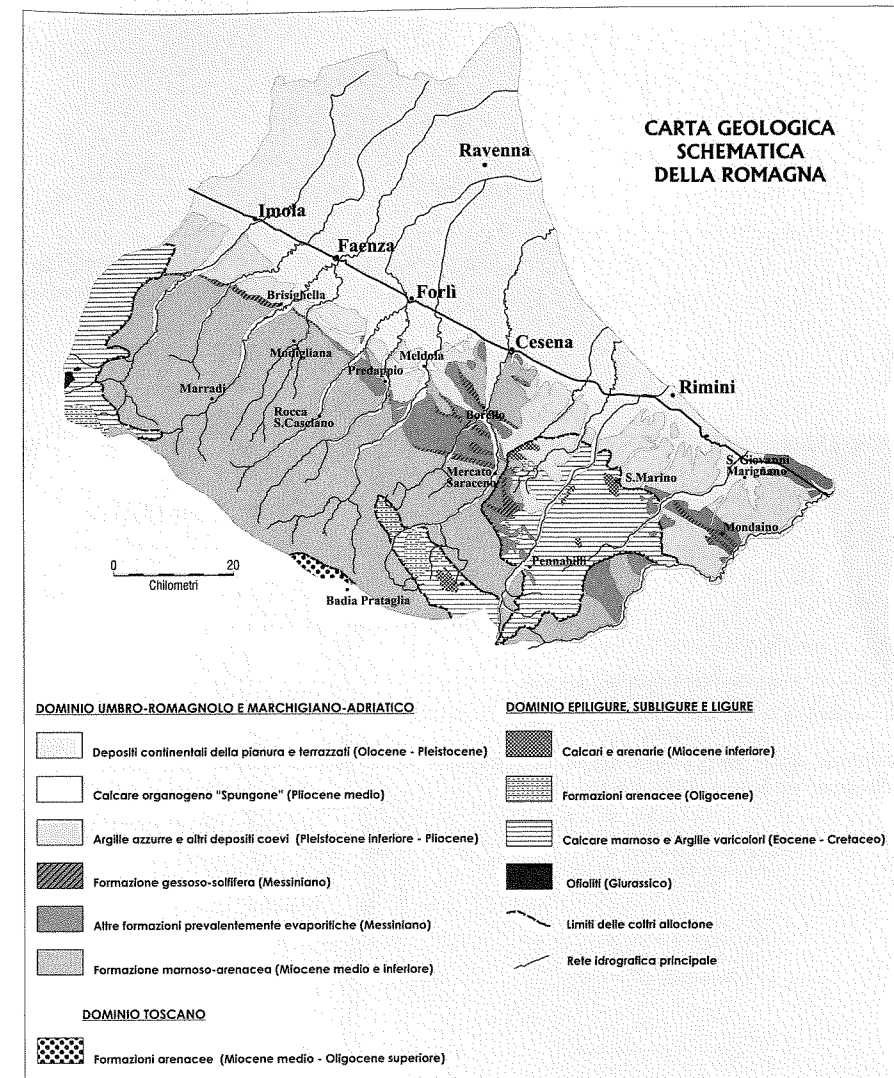 CARTA GEOLOGICA
SCHEMATICA
DELLA ROMAGNA
Ravenna
Imola
Faenza
Brisighella
Forlì
Modigliana
Meldola
Cesena
Predappio
Marradi
Rimini
Rocca
S.Casciano
Borello
Mercato
Saraceno
S.Marino
S. Giovanni
Marignano
Mondaino
Pennabilli
0 20
Chilometri
Badia Prataglia
DOMINIO UMBRO-ROMAGNOLO E MARCHIGIANO-ADRIATICO
Depositi continentali della pianura e terrazzati (Olocene - Pleistocene)
Calcare organogeno "Spungone" (Pliocene medio)
Argille azzurre e altri depositi coevi (Pleistocene inferiore - Pliocene)
Formazione gessoso-solfifera (Messiniano)
Altre formazioni prevalentemente evaporitiche (Messiniano)
Formazione marnoso-arenacea (Miocene medio e inferiore)
DOMINIO TOSCANO
Formazioni arenacee (Miocene medio - Oligocene superiore)
DOMINIO EPILIGURE, SUBLIGURE E LIGURE
Calcari e arenarie (Miocene inferiore)
Formazioni arenacee (Oligocene)
Calcare marnoso e Argille varicolori (Eocene - Cretaceo)
Ofioliti (Giurassico)
Limiti delle coltri alloctone
Rete idrografica principale